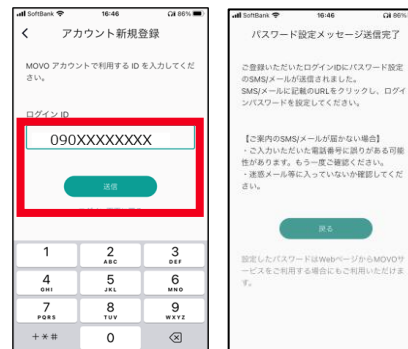 SoftBank 16:46 86%
アカウント新規登録
MOVO アカウントで利用する ID を入力してくだ
さい。
ログイン ID
090XXXXXXXX
送信
1 2 3
ABC DEF
4 5 6
GHI JKL MNO
7 8 9
PQRS TUV WXYZ
+*# 0
SoftBank 16:46 86%
パスワード設定メッセージ送信完了
ご登録いただいたログインIDにパスワード設定
のSMS/メールが送信されました。
SMS/メールに記載のURLをクリックし、ログイ
ンパスワードを設定してください。
【ご案内のSMS/メールが届かない場合】
・ご入力いただいた電話番号に誤りがある可能
性があります。もう一度ご確認ください。
・迷惑メール等に入っていないか確認してくだ
さい。
戻る
設定したパスワードはWebページからMOVOサ
ービスをご利用する場合にもご利用いただけま
す。